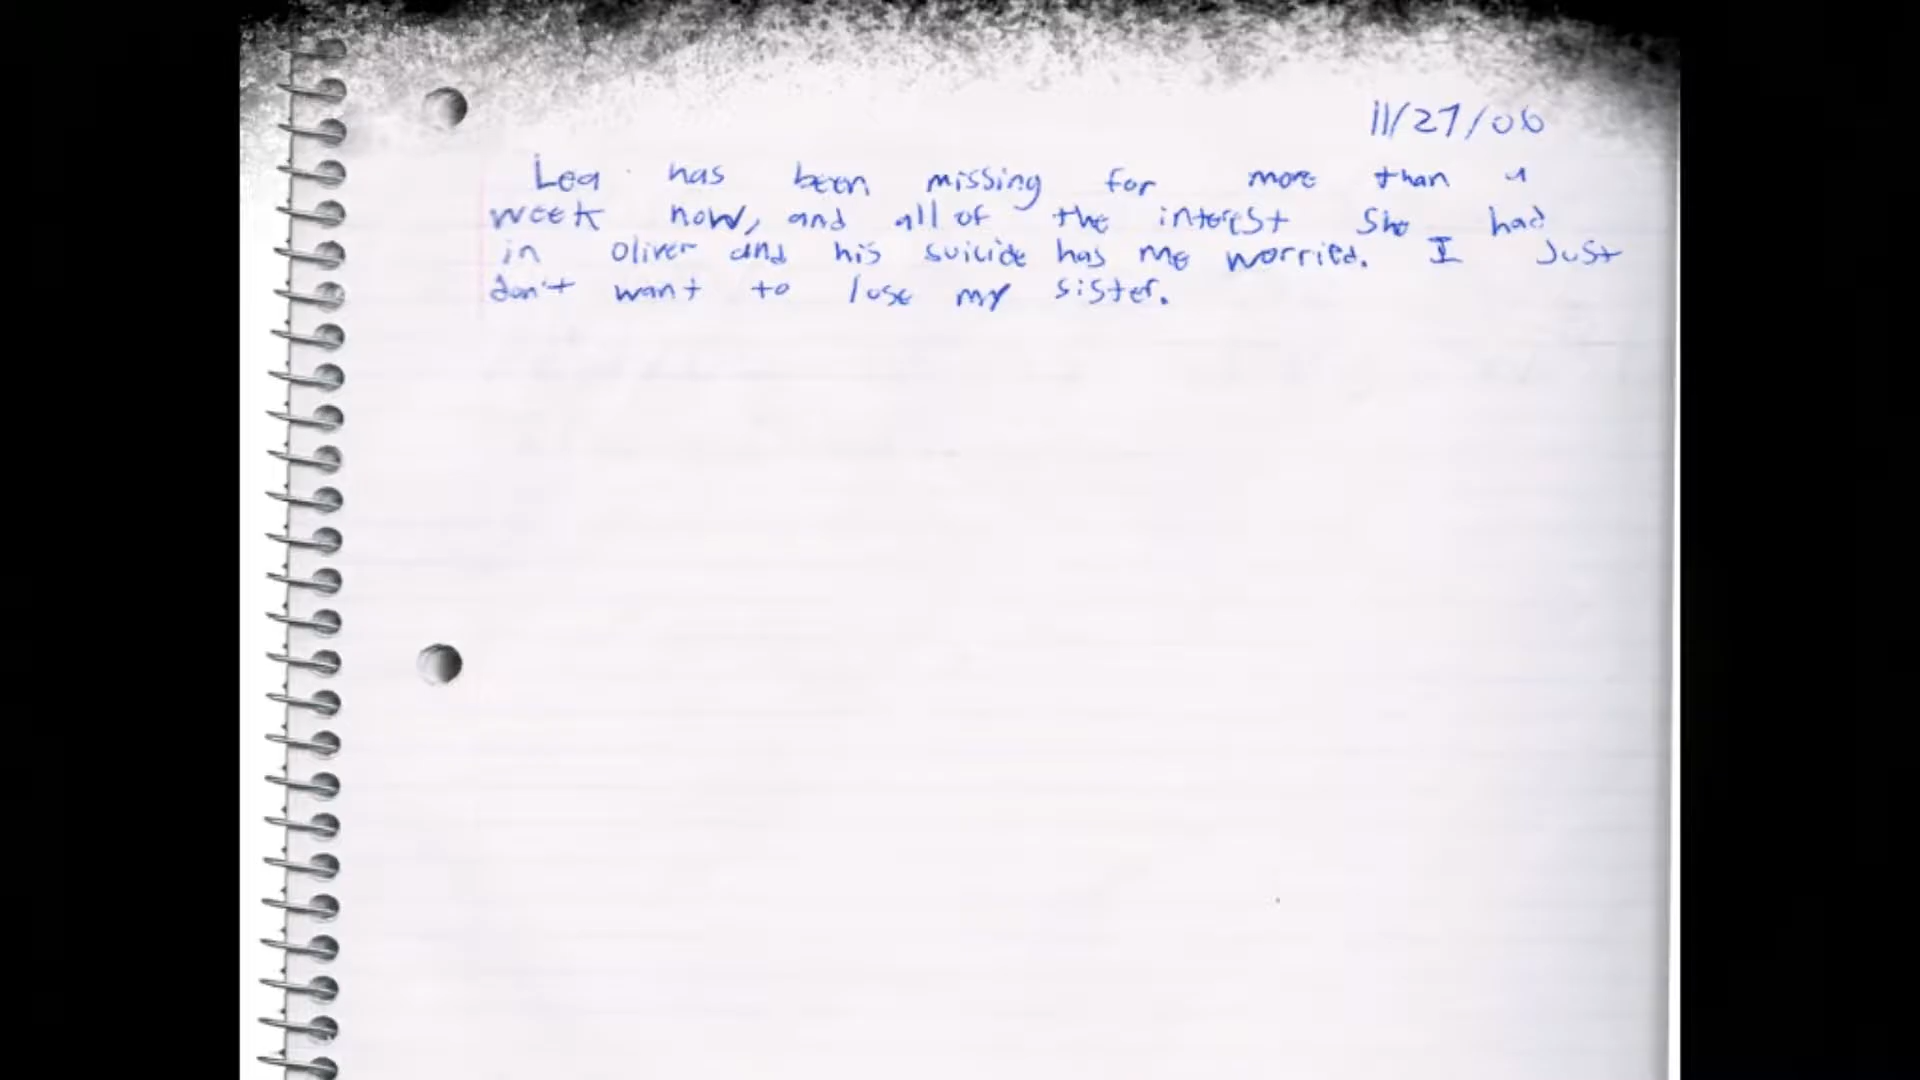 11/27/06
Lea has been missing for more than a
week now, and all of the interest she had
in Oliver and his suicide has me worried. I Just
don't want to lose my sister.